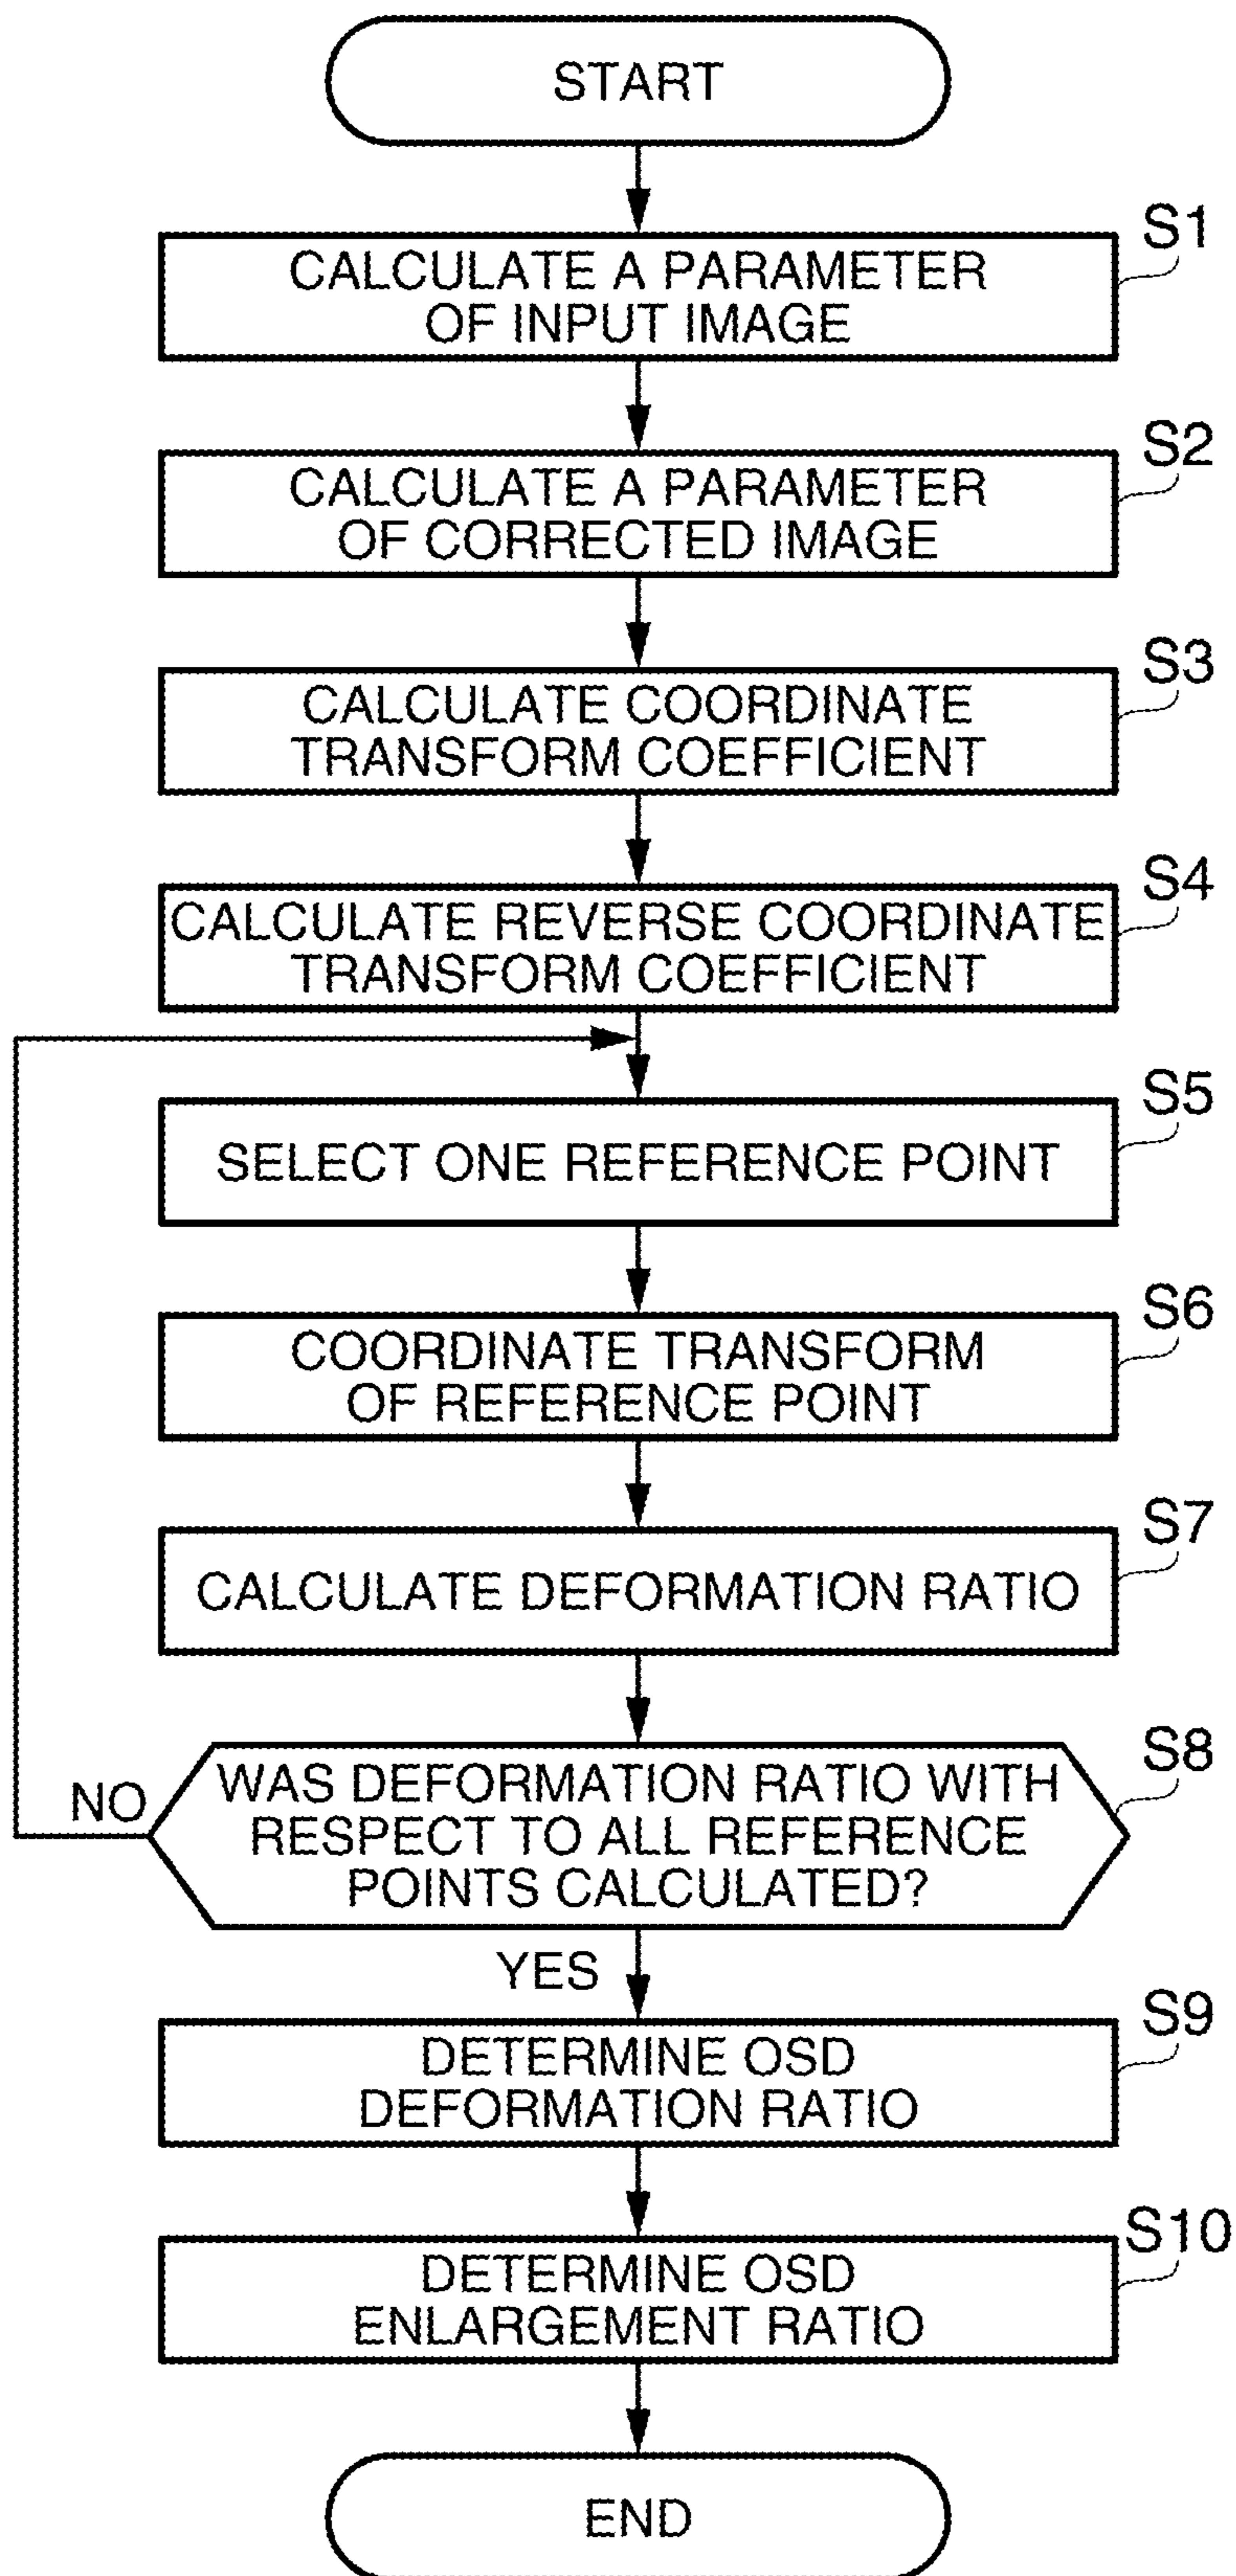 START
S1
CALCULATE A PARAMETER
OF INPUT IMAGE
S2
CALCULATE A PARAMETER
OF CORRECTED IMAGE
S3
CALCULATE COORDINATE
TRANSFORM COEFFICIENT
S4
CALCULATE REVERSE COORDINATE
TRANSFORM COEFFICIENT
S5
SELECT ONE REFERENCE POINT
S6
COORDINATE TRANSFORM
OF REFERENCE POINT
S7
CALCULATE DEFORMATION RATIO
S8
NO
WAS DEFORMATION RATIO WITH
RESPECT TO ALL REFERENCE
POINTS CALCULATED?
YES
S9
DETERMINE OSD
DEFORMATION RATIO
S10
DETERMINE OSD
ENLARGEMENT RATIO
END